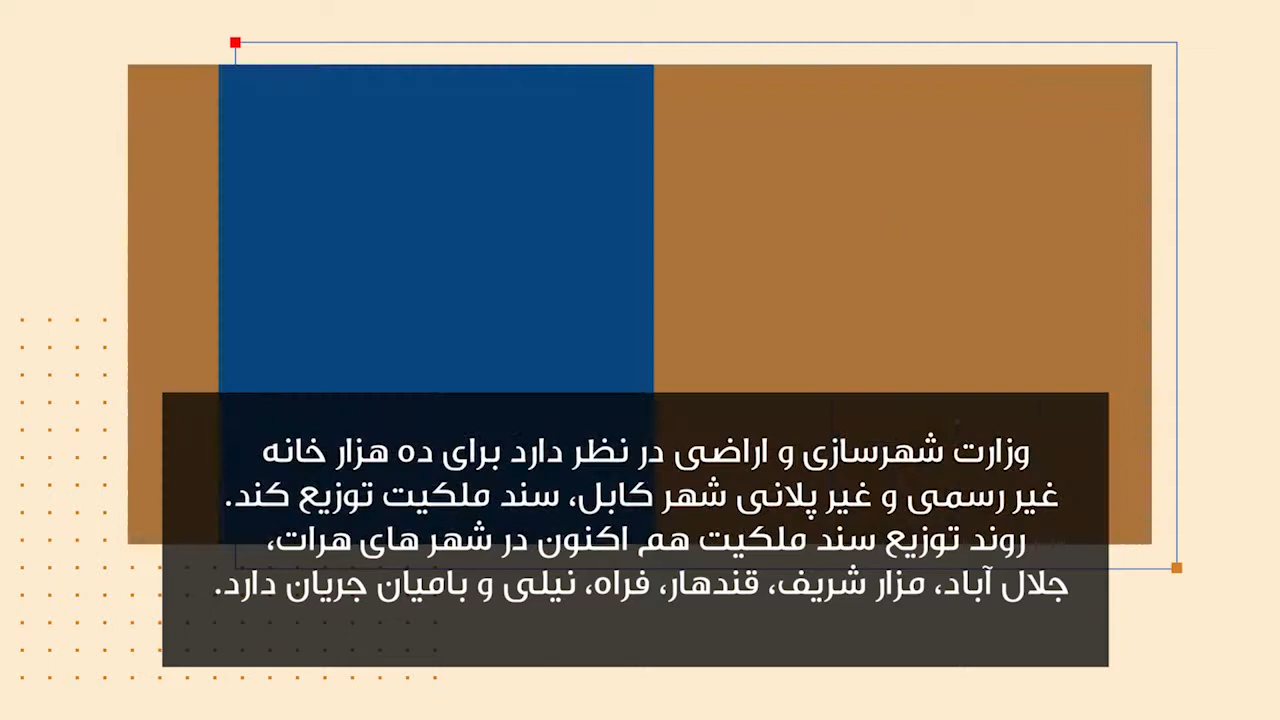 وزارت شهرسازی و اراضی در نظر دارد برای ده هزار خانه
غیر رسمی و غیر پلانی شهر کابل، سند ملکیت توزیع کند.
روند توزیع سند ملکیت هم اکنون در شهر های هرات،
جلال آباد، مزار شریف، قندهار، فراه، نیلی و بامیان جریان دارد.